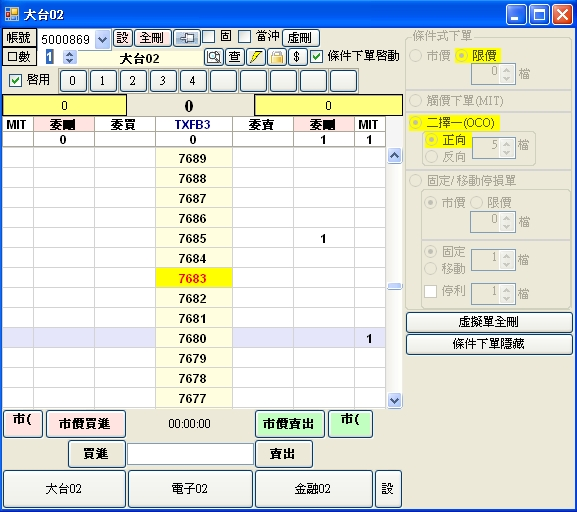 大台02
帳號 5000869 設 全刪 固 當沖 虛刪
口數 1 大台02 查 $ 條件下單啓動
啓用 0 1 2 3 4
0 0 0
MIT 委刪 委買 TXFB3 委賣 委刪 MIT
0 0 1 1
7689
7688
7687
7686
7685 1
7684
7683
7682
7681
7680 1
7679
7678
7677
市( 市價買進 00:00:00 市價賣出 市(
買進 賣出
大台02 電子02 金融02 設
條件式下單
市價 限價
0 檔
觸價下單(MIT)
二擇一(OCO)
正向 5 檔
反向
固定/移動停損單
市價 限價
0 檔
固定 1 檔
移動
停利 1 檔
虛擬單全刪
條件下單隱藏